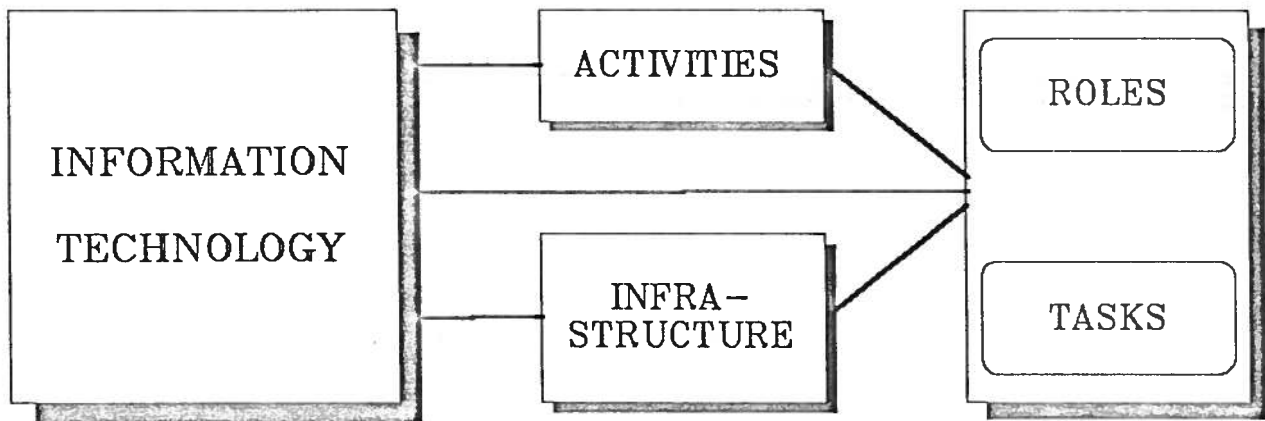 INFORMATION
TECHNOLOGY
ACTIVITIES
INFRA-
STRUCTURE
ROLES
TASKS